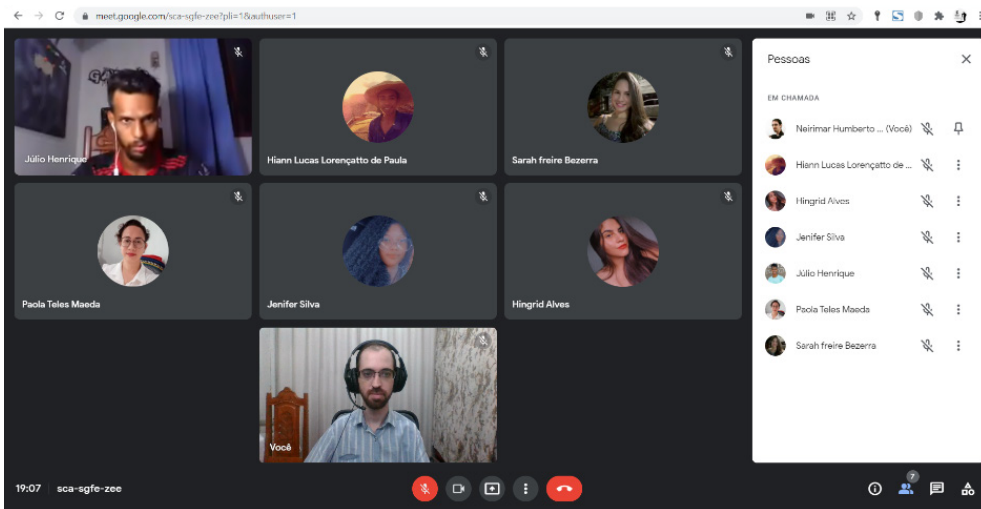 meet.google.com/sca-sgfe-zee?pli=1&authuser=1
Júlio Henrique
Hiann Lucas Lorençatto de Paula
Sarah freire Bezerra
Paola Teles Maeda
Jenifer Silva
Hingrid Alves
Você
Pessoas
EM CHAMADA
Neirimar Humberto ... (Você)
Hiann Lucas Lorençatto de ...
Hingrid Alves
Jenifer Silva
Júlio Henrique
Paola Teles Maeda
Sarah freire Bezerra
19:07 sca-sgfe-zee
7